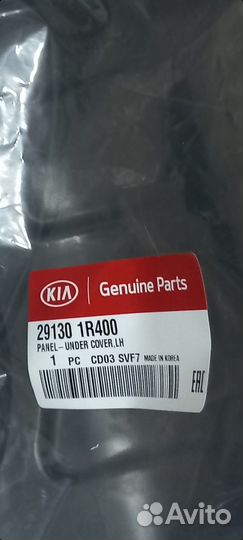 KIA Genuine Parts
29130 1R400
PANEL-UNDER COVER,LH
1 PC CD03 SVF7 MADE IN KOREA
EAC
Avito